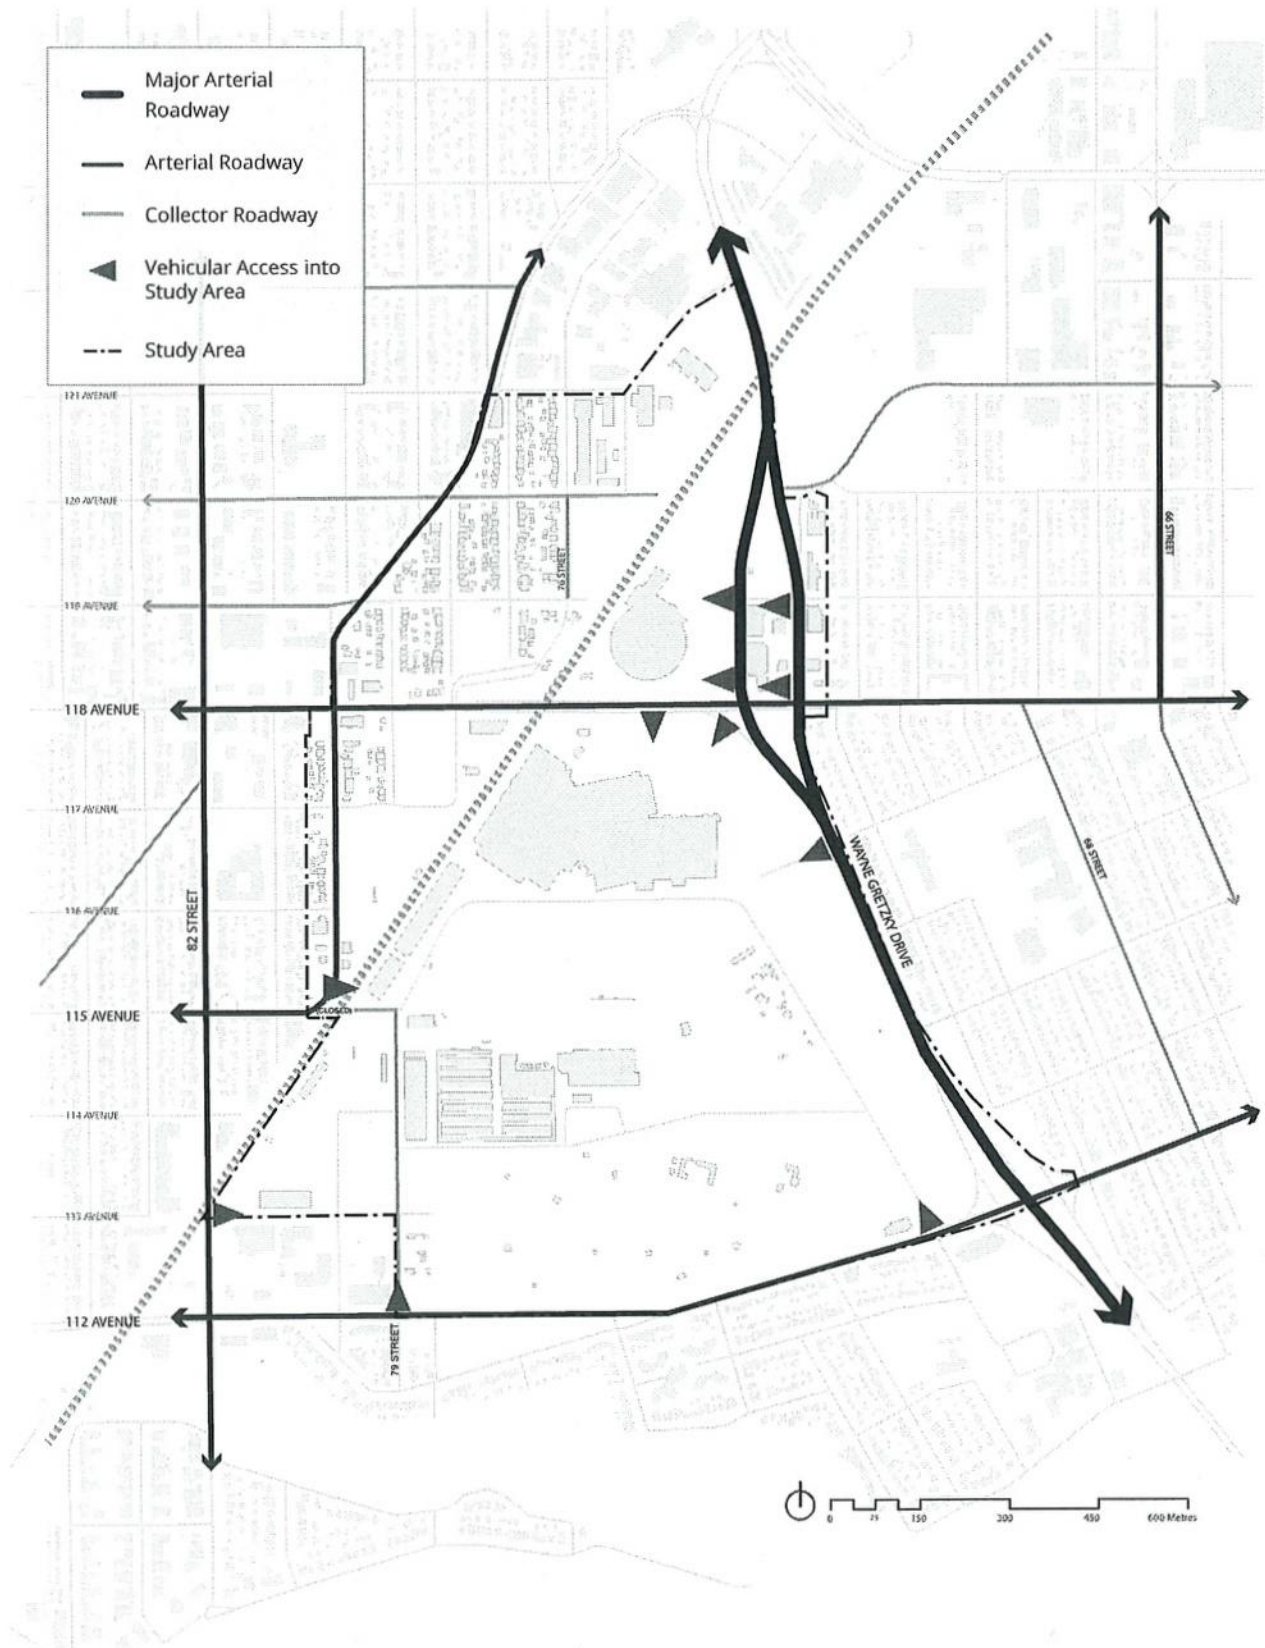 Major Arterial
Roadway
Arterial Roadway
Collector Roadway
Vehicular Access into
Study Area
Study Area
121 AVENUE
120 AVENUE
76 STREET
66 STREET
119 AVENUE
118 AVENUE
117 AVENUE
WAYNE GRETZKY DRIVE
68 STREET
116 AVENUE
82 STREET
115 AVENUE
(CLOSED)
114 AVENUE
113 AVENUE
112 AVENUE
79 STREET
0 75 150 300 450 600 Metres